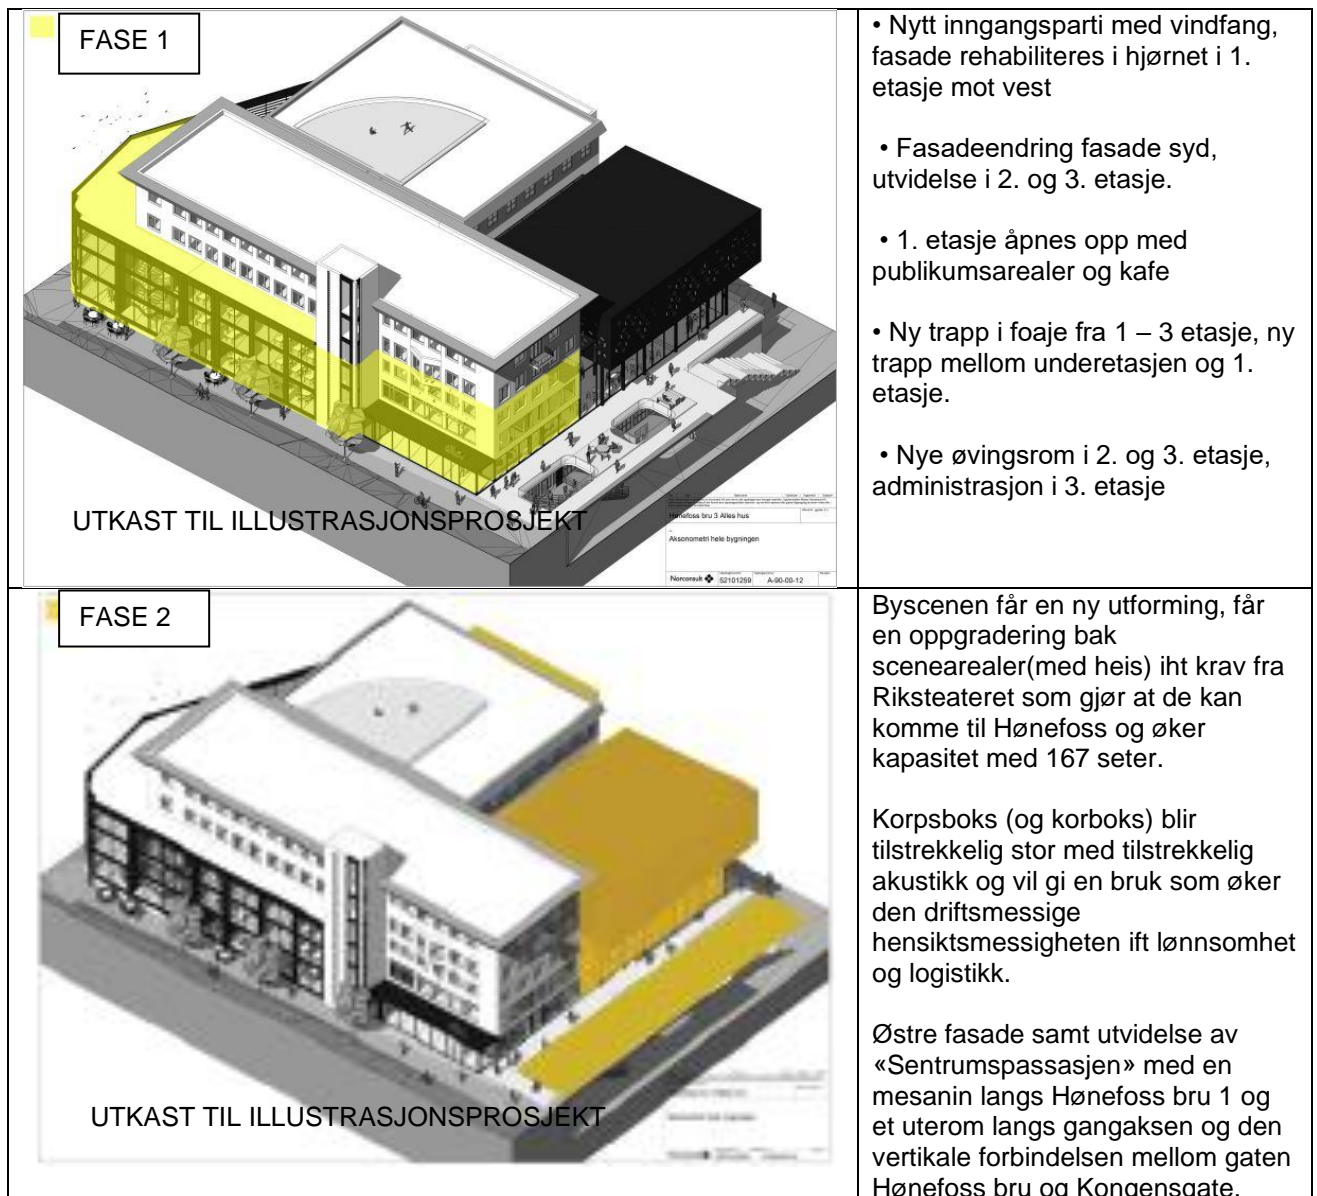 FASE 1
UTKAST TIL ILLUSTRASJONSPROSJEKT
Hønefoss bru 3 Alles hus
Aksonometri hele bygningen
Norconsult
52101259
A-90-00-12
• Nytt inngangsparti med vindfang,
fasade rehabiliteres i hjørnet i 1.
etasje mot vest
• Fasadeendring fasade syd,
utvidelse i 2. og 3. etasje.
• 1. etasje åpnes opp med
publikumsarealer og kafe
• Ny trapp i foaje fra 1 – 3 etasje, ny
trapp mellom underetasjen og 1.
etasje.
• Nye øvingsrom i 2. og 3. etasje,
administrasjon i 3. etasje
FASE 2
UTKAST TIL ILLUSTRASJONSPROSJEKT
Byscenen får en ny utforming, får
en oppgradering bak
scenearealer(med heis) iht krav fra
Riksteateret som gjør at de kan
komme til Hønefoss og øker
kapasitet med 167 seter.
Korpsboks (og korboks) blir
tilstrekkelig stor med tilstrekkelig
akustikk og vil gi en bruk som øker
den driftsmessige
hensiktsmessigheten ift lønnsomhet
og logistikk.
Østre fasade samt utvidelse av
«Sentrumspassasjen» med en
mesanin langs Hønefoss bru 1 og
et uterom langs gangaksen og den
vertikale forbindelsen mellom gaten
Hønefoss bru og Kongensgate.